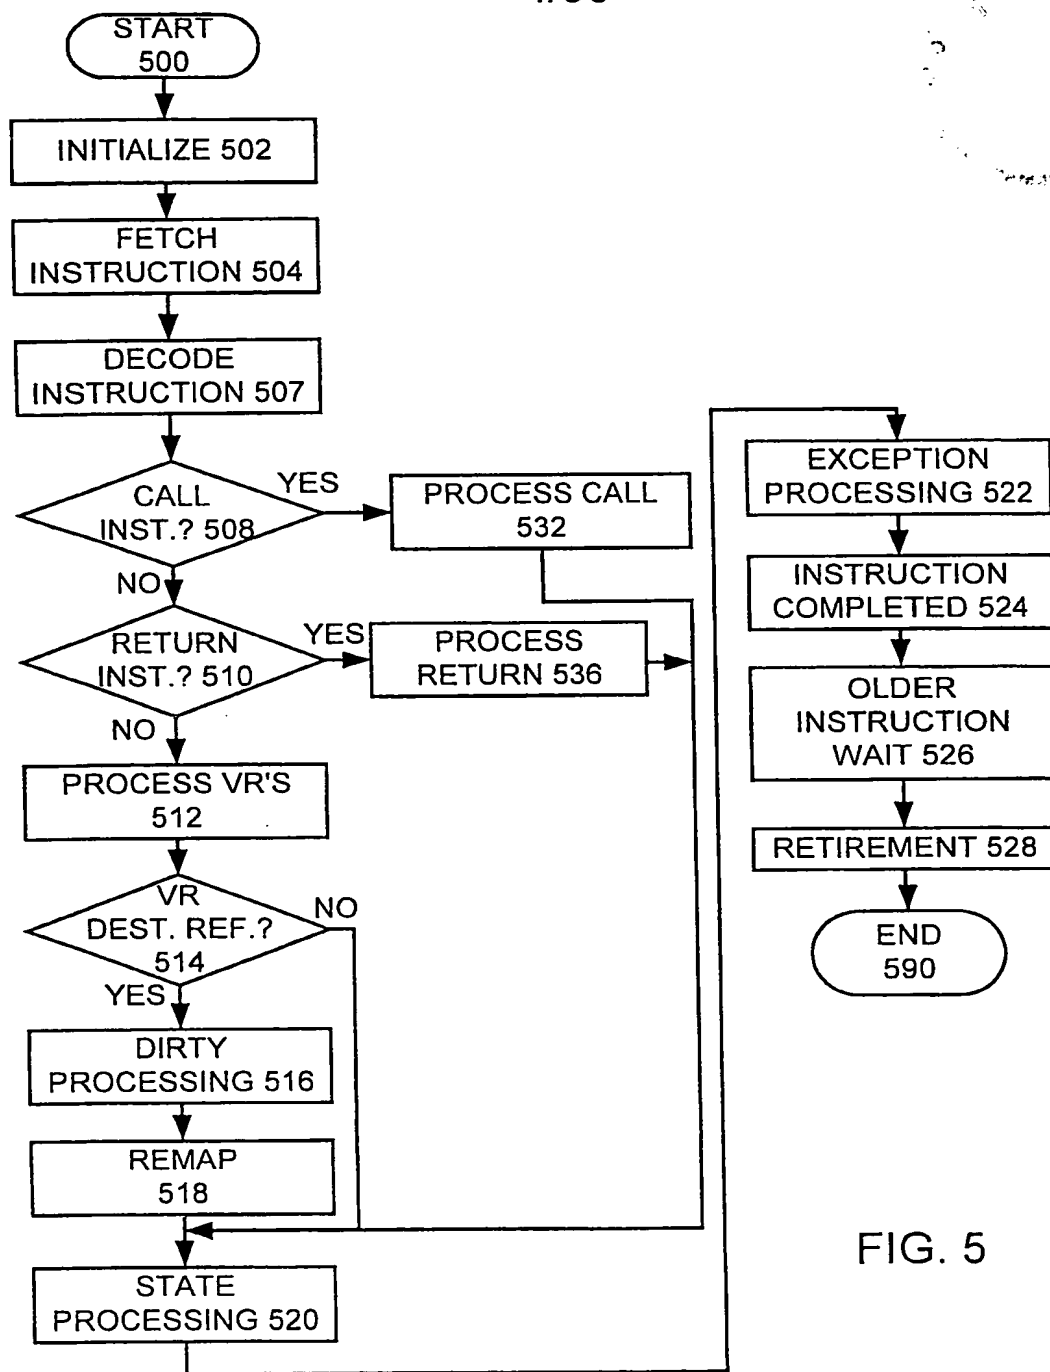 START
500
INITIALIZE 502
FETCH
INSTRUCTION 504
DECODE
INSTRUCTION 507
CALL
INST.? 508
YES
PROCESS CALL
532
NO
RETURN
INST.? 510
YES
PROCESS
RETURN 536
NO
PROCESS VR'S
512
VR
DEST. REF.?
514
NO
YES
DIRTY
PROCESSING 516
REMAP
518
STATE
PROCESSING 520
EXCEPTION
PROCESSING 522
INSTRUCTION
COMPLETED 524
OLDER
INSTRUCTION
WAIT 526
RETIREMENT 528
END
590
FIG. 5